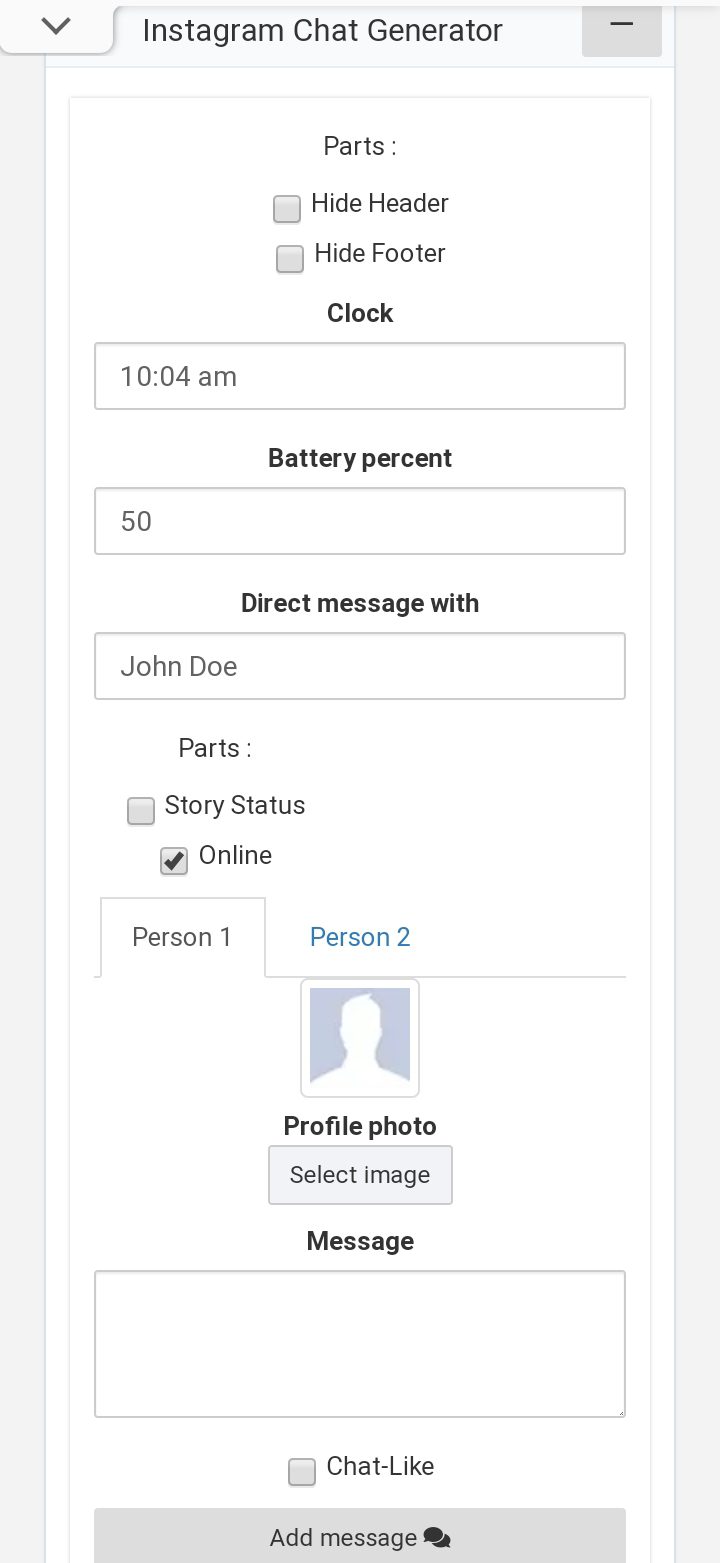 Instagram Chat Generator
Parts :
Hide Header
Hide Footer
Clock
10:04 am
Battery percent
50
Direct message with
John Doe
Parts :
Story Status
Online
Person 1 Person 2
Profile photo
Select image
Message
Chat-Like
Add message